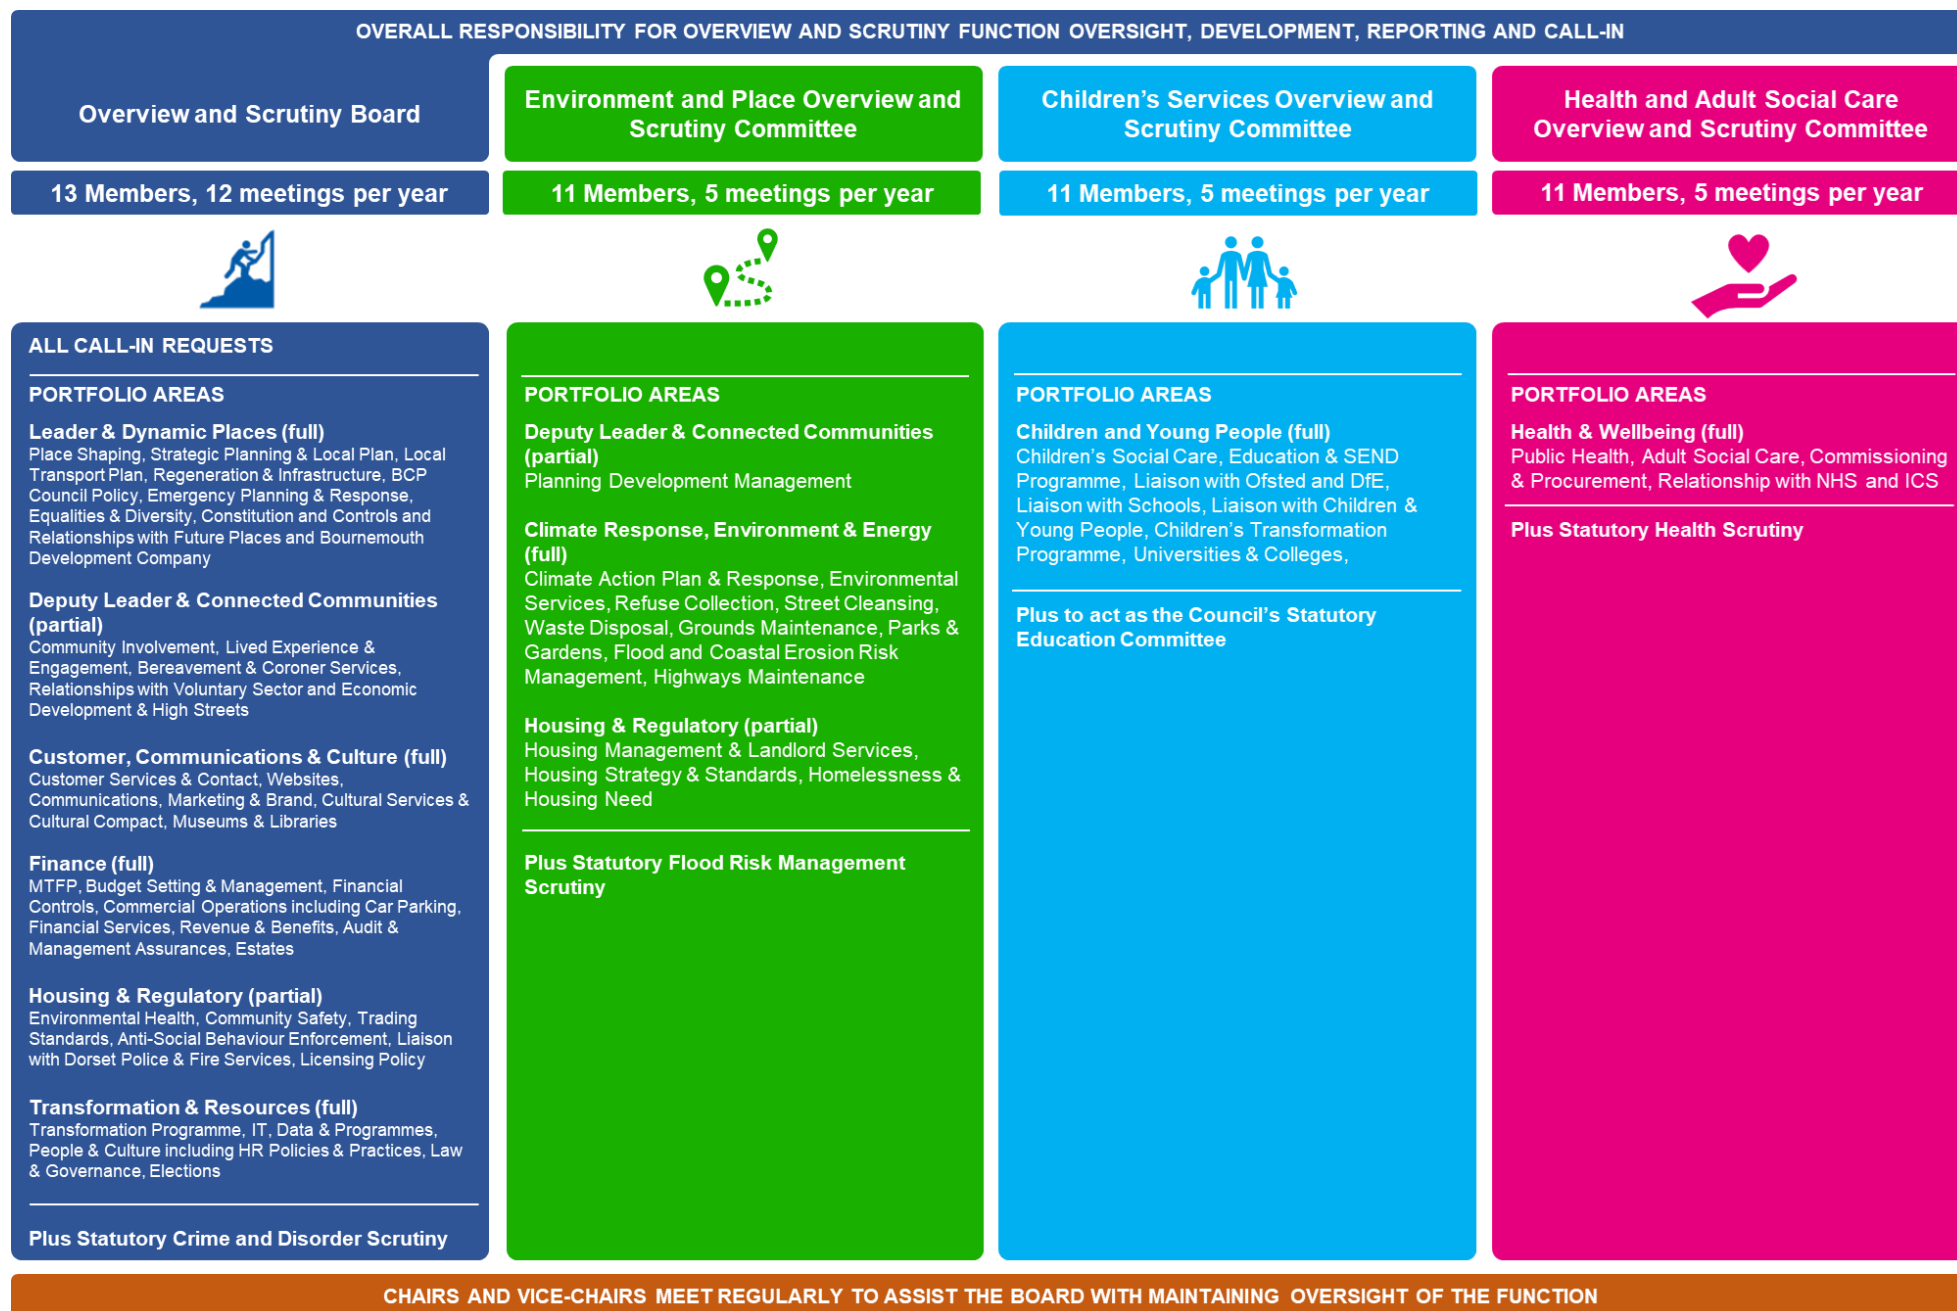 OVERALL RESPONSIBILITY FOR OVERVIEW AND SCRUTINY FUNCTION OVERSIGHT, DEVELOPMENT, REPORTING AND CALL-IN
Overview and Scrutiny Board
13 Members, 12 meetings per year
ALL CALL-IN REQUESTS
PORTFOLIO AREAS
Leader & Dynamic Places (full)
Place Shaping, Strategic Planning & Local Plan, Local
Transport Plan, Regeneration & Infrastructure, BCP
Council Policy, Emergency Planning & Response,
Equalities & Diversity, Constitution and Controls and
Relationships with Future Places and Bournemouth
Development Company
Deputy Leader & Connected Communities
(partial)
Community Involvement, Lived Experience &
Engagement, Bereavement & Coroner Services,
Relationships with Voluntary Sector and Economic
Development & High Streets
Customer, Communications & Culture (full)
Customer Services & Contact, Websites,
Communications, Marketing & Brand, Cultural Services &
Cultural Compact, Museums & Libraries
Finance (full)
MTFP, Budget Setting & Management, Financial
Controls, Commercial Operations including Car Parking,
Financial Services, Revenue & Benefits, Audit &
Management Assurances, Estates
Housing & Regulatory (partial)
Environmental Health, Community Safety, Trading
Standards, Anti-Social Behaviour Enforcement, Liaison
with Dorset Police & Fire Services, Licensing Policy
Transformation & Resources (full)
Transformation Programme, IT, Data & Programmes,
People & Culture including HR Policies & Practices, Law
& Governance, Elections
Plus Statutory Crime and Disorder Scrutiny
Environment and Place Overview and
Scrutiny Committee
11 Members, 5 meetings per year
PORTFOLIO AREAS
Deputy Leader & Connected Communities
(partial)
Planning Development Management
Climate Response, Environment & Energy
(full)
Climate Action Plan & Response, Environmental
Services, Refuse Collection, Street Cleansing,
Waste Disposal, Grounds Maintenance, Parks &
Gardens, Flood and Coastal Erosion Risk
Management, Highways Maintenance
Housing & Regulatory (partial)
Housing Management & Landlord Services,
Housing Strategy & Standards, Homelessness &
Housing Need
Plus Statutory Flood Risk Management
Scrutiny
Children's Services Overview and
Scrutiny Committee
11 Members, 5 meetings per year
PORTFOLIO AREAS
Children and Young People (full)
Children's Social Care, Education & SEND
Programme, Liaison with Ofsted and DfE,
Liaison with Schools, Liaison with Children &
Young People, Children's Transformation
Programme, Universities & Colleges,
Plus to act as the Council's Statutory
Education Committee
Health and Adult Social Care
Overview and Scrutiny Committee
11 Members, 5 meetings per year
PORTFOLIO AREAS
Health & Wellbeing (full)
Public Health, Adult Social Care, Commissioning
& Procurement, Relationship with NHS and ICS
Plus Statutory Health Scrutiny
CHAIRS AND VICE-CHAIRS MEET REGULARLY TO ASSIST THE BOARD WITH MAINTAINING OVERSIGHT OF THE FUNCTION